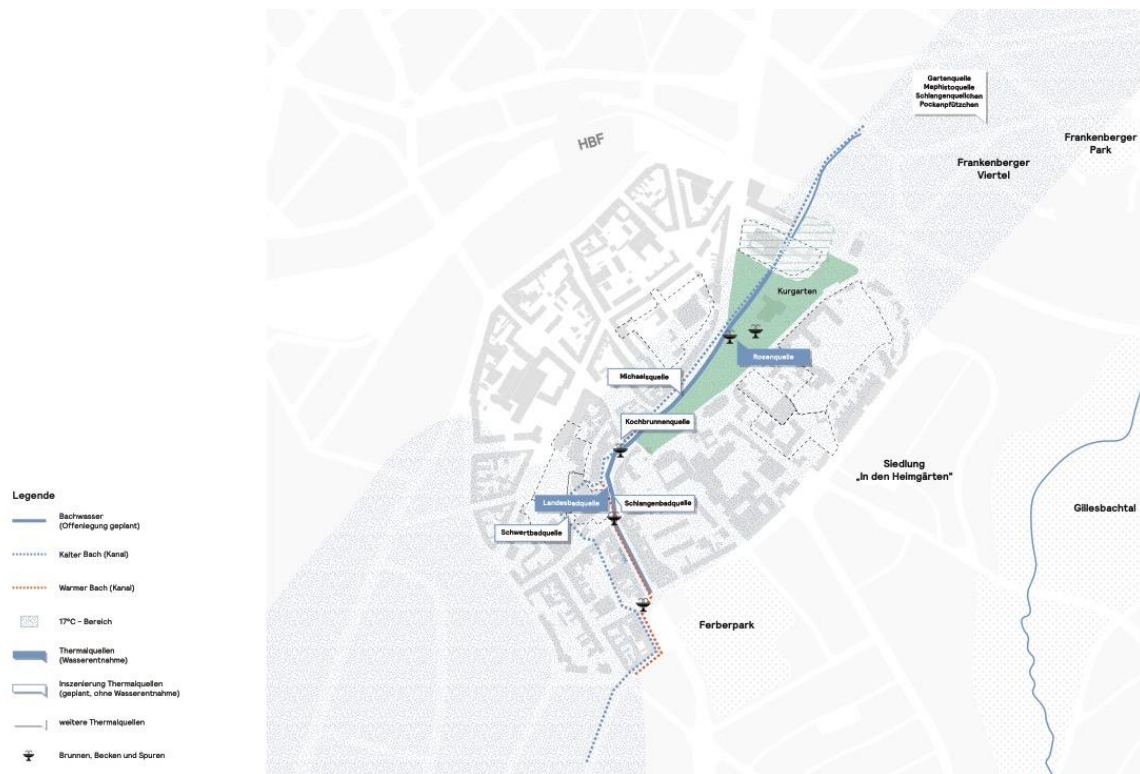 Gartenquelle
Mephistoquelle
Schlangenquellchen
Pockenpfützchen
HBF
Frankenberger
Park
Frankenberger
Viertel
Kurgarten
Rosenquelle
Michaelsquelle
Kochbrunnenquelle
Siedlung
„In den Heimgärten“
Landesbadquelle
Schlangenbadquelle
Schwertbadquelle
Gillesbachtal
Ferberpark
Legende
Bachwasser
(Offenlegung geplant)
Kalter Bach (Kanal)
Warmer Bach (Kanal)
17°C - Bereich
Thermalquellen
(Wasserentnahme)
Inszenierung Thermalquellen
(geplant, ohne Wasserentnahme)
weitere Thermalquellen
Brunnen, Becken und Spuren